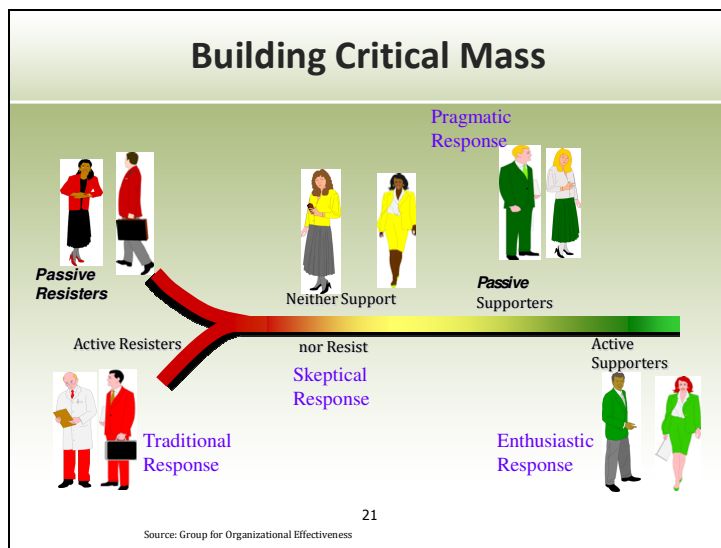 Building Critical Mass
Pragmatic
Response
Passive
Resisters
Neither Support
Passive
Supporters
Active Resisters
nor Resist
Active
Supporters
Skeptical
Response
Traditional
Response
Enthusiastic
Response
21
Source: Group for Organizational Effectiveness